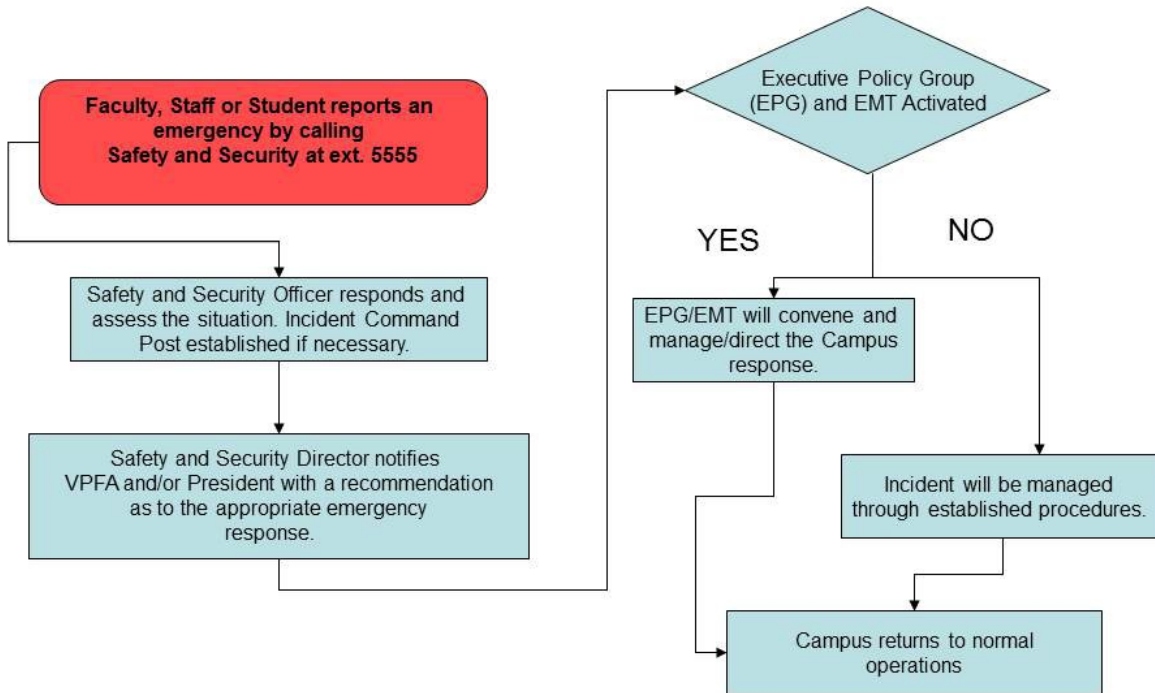 Faculty, Staff or Student reports an
emergency by calling
Safety and Security at ext. 5555
Safety and Security Officer responds and
assess the situation. Incident Command
Post established if necessary.
Safety and Security Director notifies
VPFA and/or President with a recommendation
as to the appropriate emergency
response.
Executive Policy Group
(EPG) and EMT Activated
YES
NO
EPG/EMT will convene and
manage/direct the Campus
response.
Incident will be managed
through established procedures.
Campus returns to normal
operations